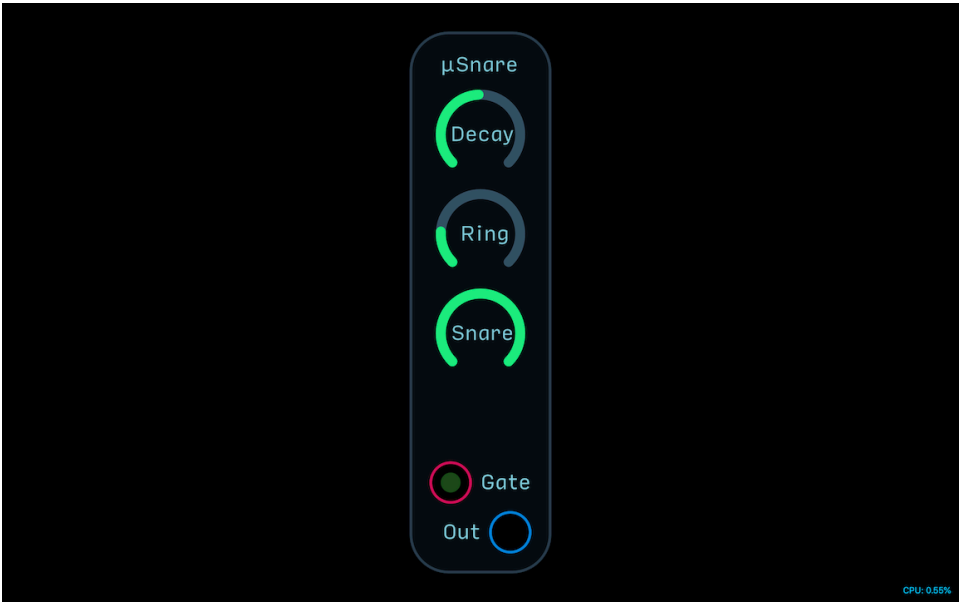 µSnare
Decay
Ring
Snare
Gate
Out
CPU: 0.55%